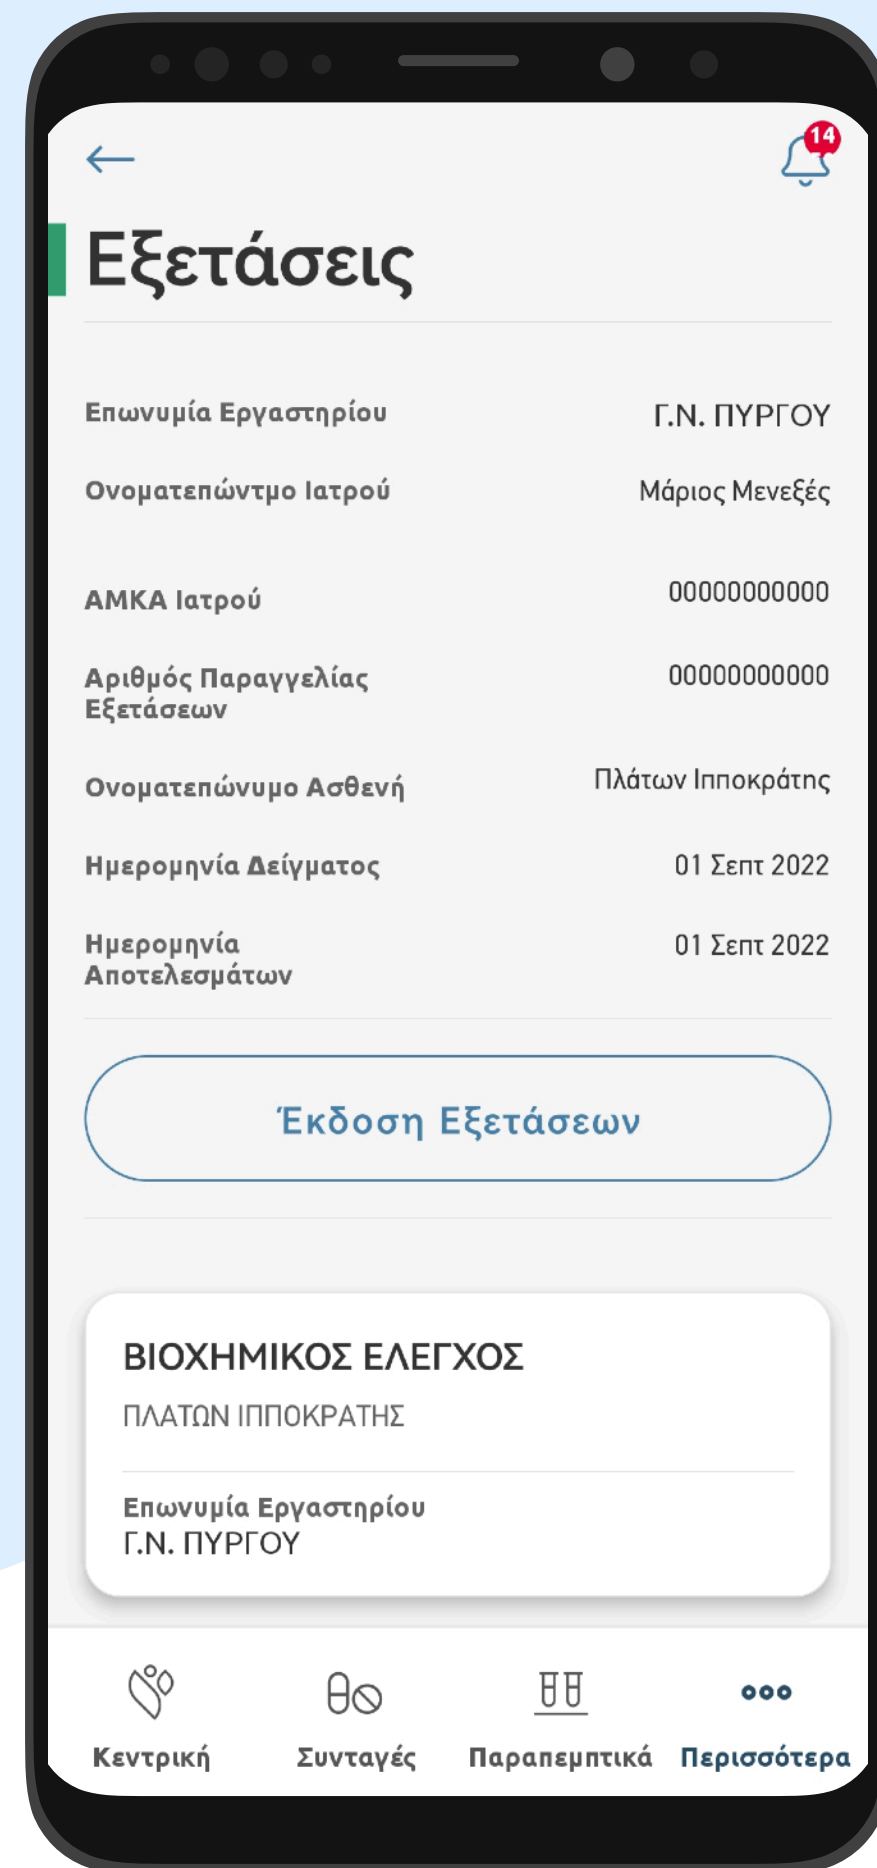 14
Εξετάσεις
Επωνυμία Εργαστηρίου Γ.Ν. ΠΥΡΓΟΥ
Ονοματεπώντμο Ιατρού Μάριος Μενεξές
ΑΜΚΑ Ιατρού 00000000000
Αριθμός Παραγγελίας 00000000000
Εξετάσεων
Ονοματεπώνυμο Ασθενή Πλάτων Ιπποκράτης
Ημερομηνία Δείγματος 01 Σεπτ 2022
Ημερομηνία 01 Σεπτ 2022
Αποτελεσμάτων
Έκδοση Εξετάσεων
ΒΙΟΧΗΜΙΚΟΣ ΕΛΕΓΧΟΣ
ΠΛΑΤΩΝ ΙΠΠΟΚΡΑΤΗΣ
Επωνυμία Εργαστηρίου
Γ.Ν. ΠΥΡΓΟΥ
Κεντρική Συνταγές Παραπεμπτικά Περισσότερα